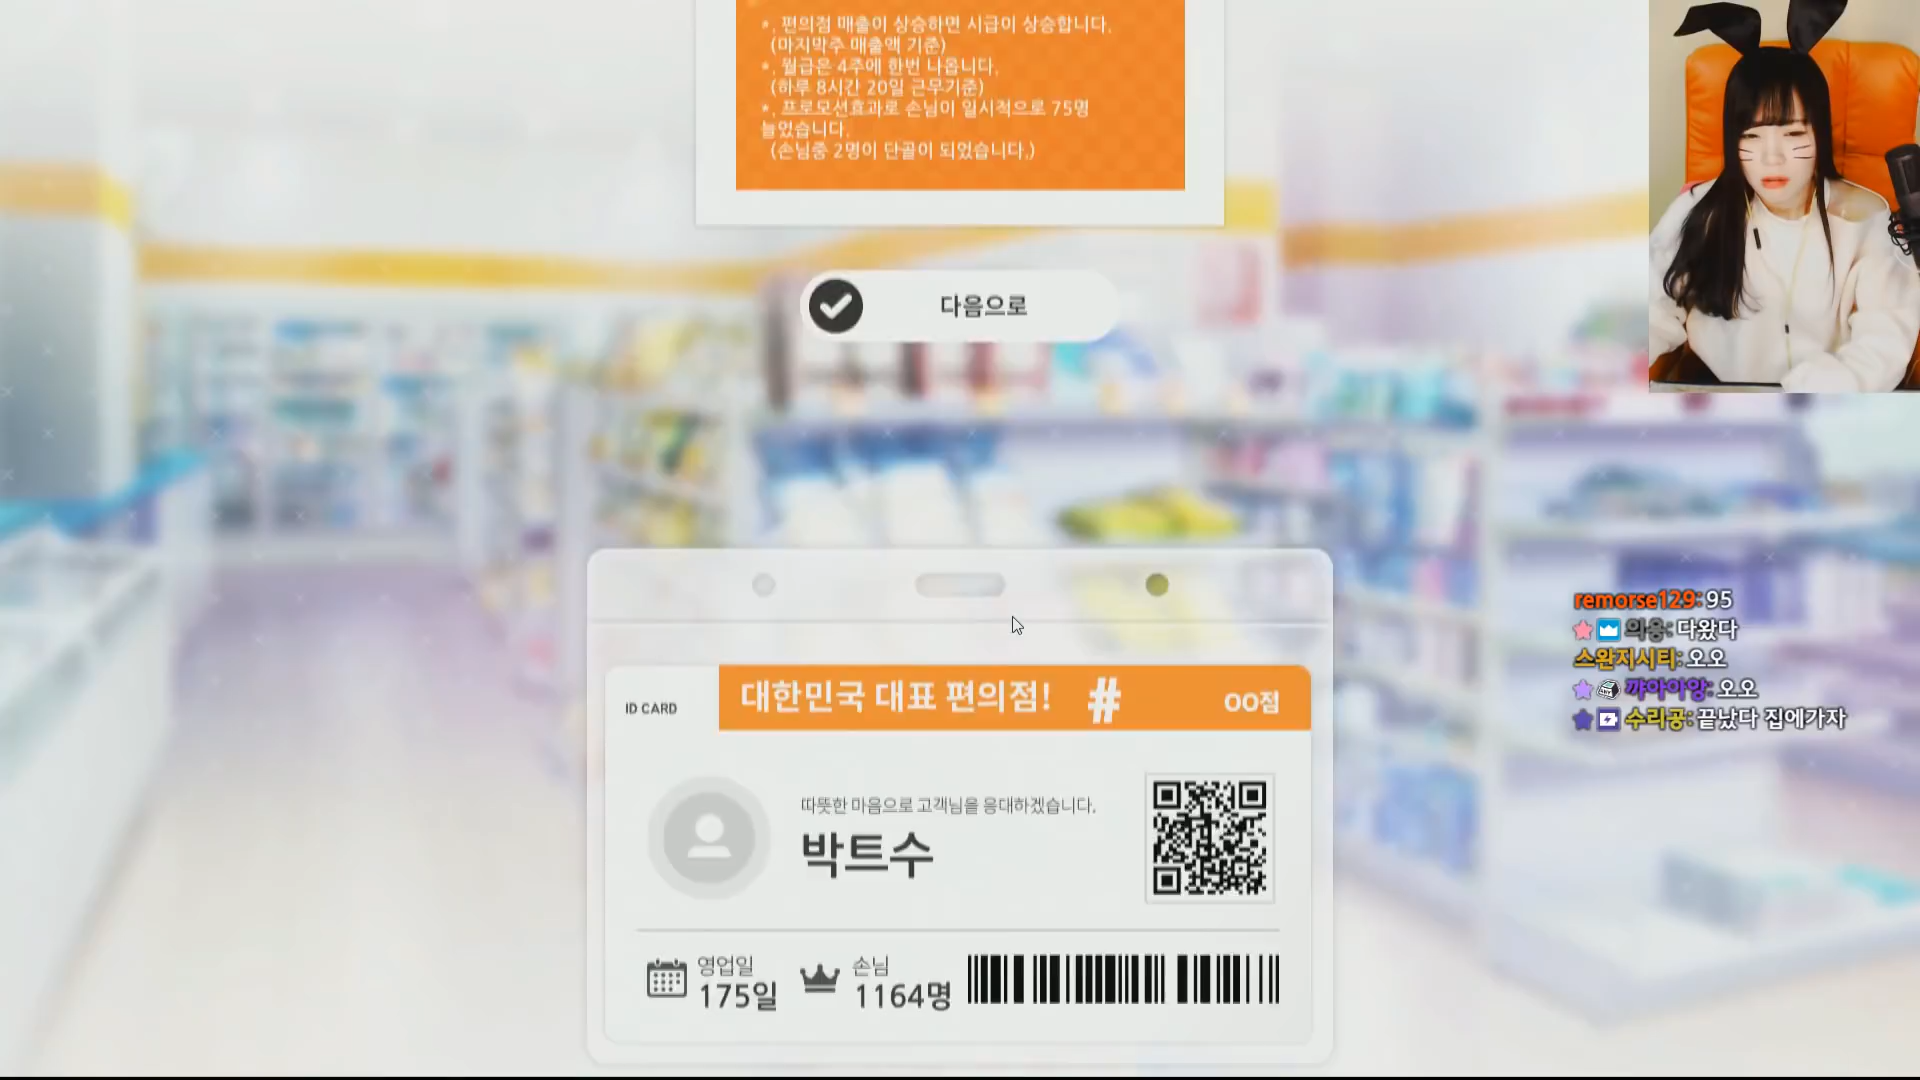 *. 편의점 매출이 상승하면 시급이 상승합니다.
(마지막주 매출액 기준)
*. 월급은 4주에 한번 나옵니다.
(하루 8시간 20일 근무기준)
*. 프로모션효과로 손님이 일시적으로 75명
늘었습니다.
(손님중 2명이 단골이 되었습니다.)
다음으로
ID CARD
대한민국 대표 편의점!
#
OO점
따뜻한 마음으로 고객님을 응대하겠습니다.
박트수
영업일
175일
손님
1164명
remorse129: 95
의웅: 다왔다
스완지시티: 오오
꺄아아앙: 오오
수리공: 끝났다 집에가자